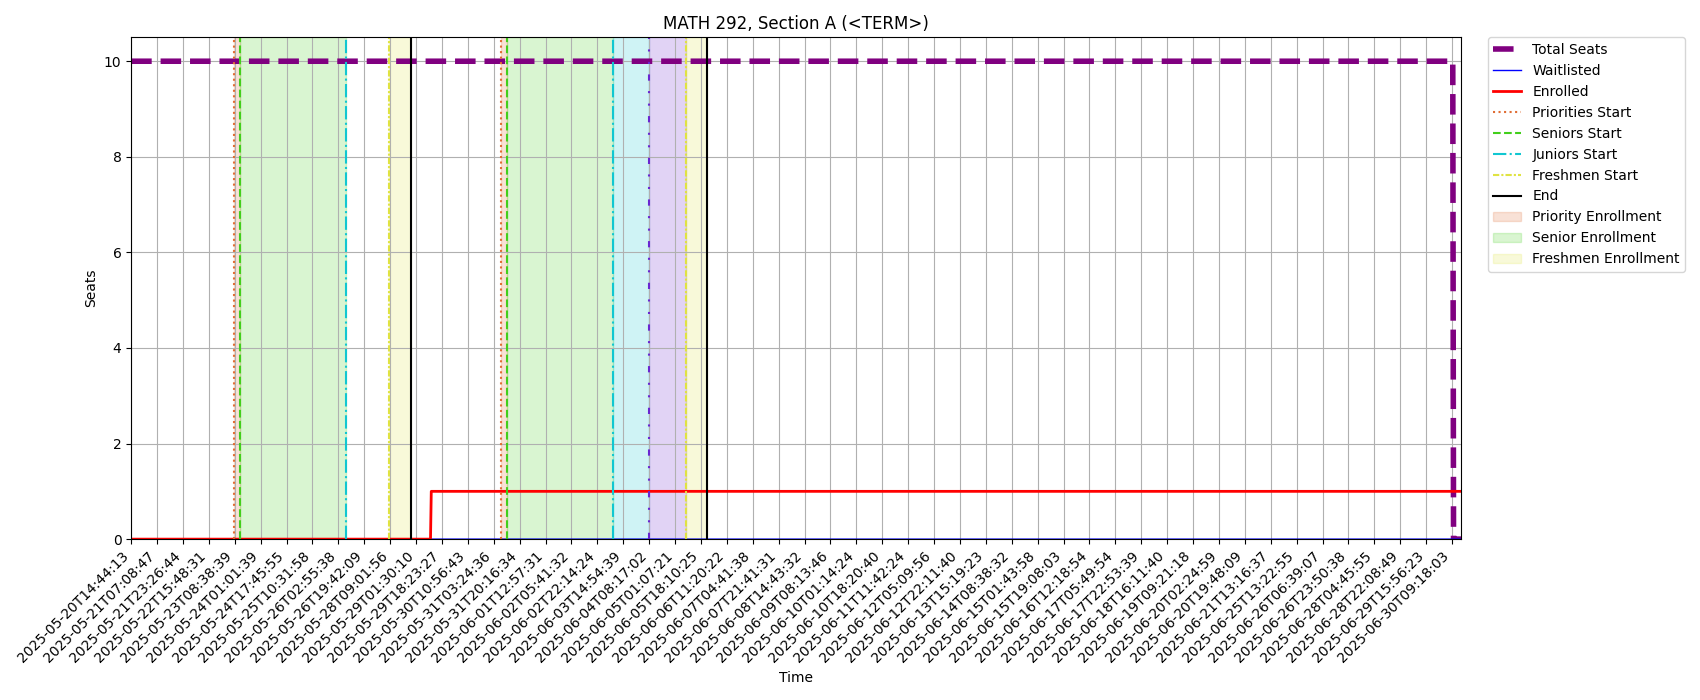 MATH 292, Section A (<TERM>)
Total Seats
Waitlisted
Enrolled
Priorities Start
Seniors Start
Juniors Start
Freshmen Start
End
Priority Enrollment
Senior Enrollment
Freshmen Enrollment
10
8
6
4
2
0
Seats
2025-05-20T14:44:13
2025-05-21T07:08:47
2025-05-21T23:26:44
2025-05-22T15:48:31
2025-05-23T08:38:39
2025-05-24T01:01:39
2025-05-24T17:45:55
2025-05-25T10:31:58
2025-05-26T02:55:38
2025-05-26T19:42:09
2025-05-28T09:01:56
2025-05-29T01:30:10
2025-05-29T18:23:27
2025-05-30T10:56:43
2025-05-31T03:24:36
2025-05-31T20:16:34
2025-06-01T12:57:31
2025-06-02T05:41:32
2025-06-02T22:14:24
2025-06-03T14:54:39
2025-06-04T08:17:02
2025-06-05T01:07:21
2025-06-05T18:10:25
2025-06-06T11:20:22
2025-06-07T04:41:38
2025-06-07T21:41:31
2025-06-08T14:43:32
2025-06-09T08:13:46
2025-06-10T01:14:24
2025-06-10T18:20:40
2025-06-11T11:42:24
2025-06-12T05:09:56
2025-06-12T22:11:40
2025-06-13T15:19:23
2025-06-14T08:38:32
2025-06-15T01:43:58
2025-06-15T19:08:03
2025-06-16T12:18:54
2025-06-17T05:49:54
2025-06-17T22:53:39
2025-06-18T16:11:40
2025-06-19T09:21:18
2025-06-20T02:24:59
2025-06-20T19:48:09
2025-06-21T13:16:37
2025-06-25T13:22:55
2025-06-26T06:39:07
2025-06-26T23:50:38
2025-06-28T04:45:55
2025-06-28T22:08:49
2025-06-29T15:56:23
2025-06-30T09:18:03
Time